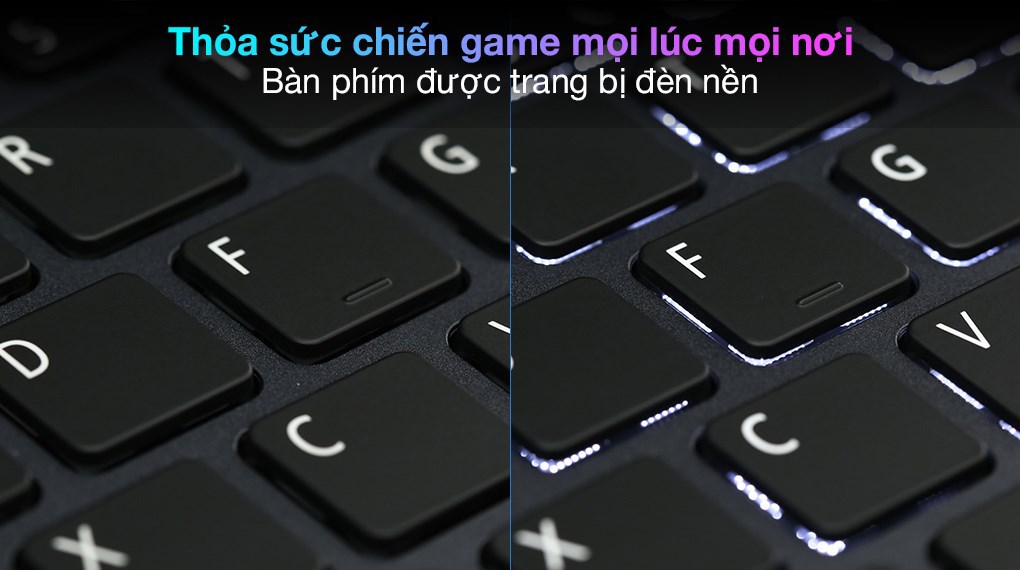 Thỏa sức chiến game mọi lúc mọi nơi
Bàn phím được trang bị đèn nền
R
G
F
D
C
X
G
F
V
C
X